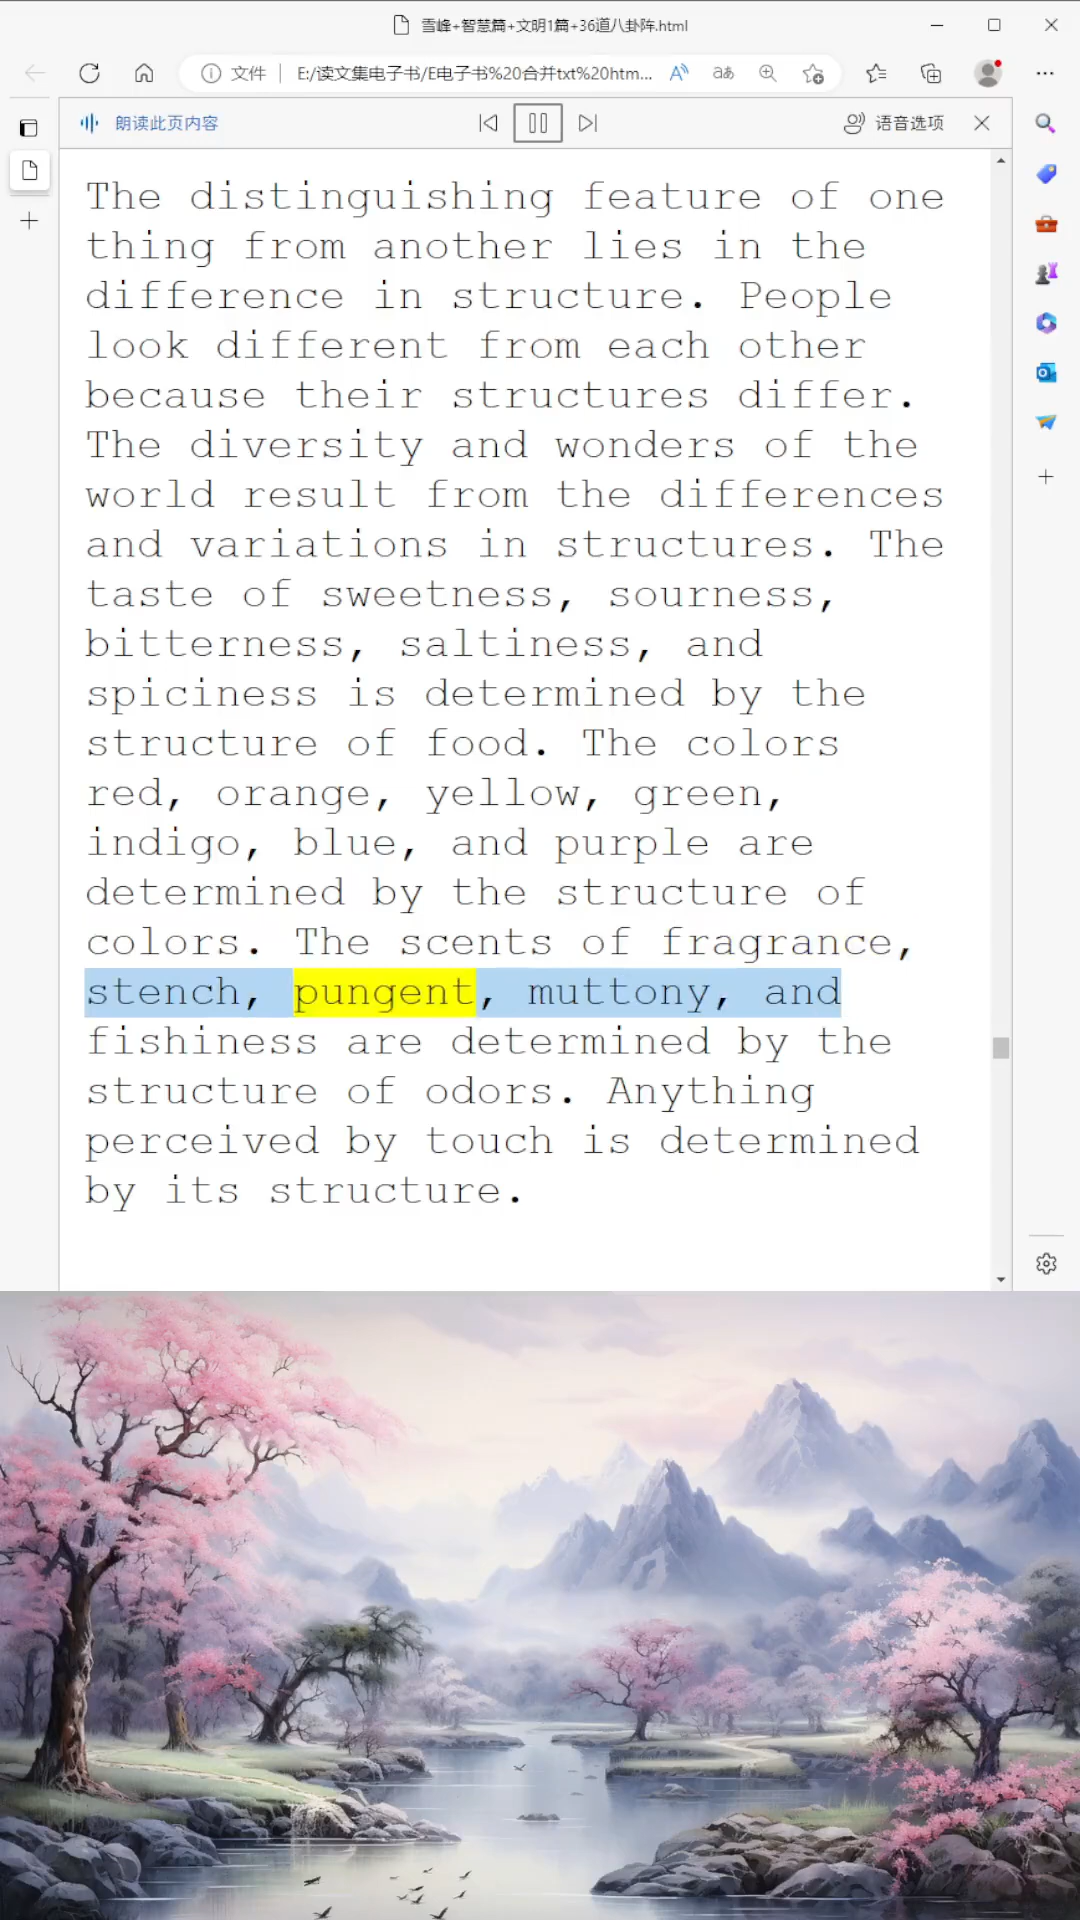 雪峰+智慧篇+文明1篇+36道八卦阵.html
文件 E:/读文集电子书/E电子书%20合并txt%20htm...
朗读此页内容 语音选项
The distinguishing feature of one
thing from another lies in the
difference in structure. People
look different from each other
because their structures differ.
The diversity and wonders of the
world result from the differences
and variations in structures. The
taste of sweetness, sourness,
bitterness, saltiness, and
spiciness is determined by the
structure of food. The colors
red, orange, yellow, green,
indigo, blue, and purple are
determined by the structure of
colors. The scents of fragrance,
stench, pungent, muttony, and
fishiness are determined by the
structure of odors. Anything
perceived by touch is determined
by its structure.